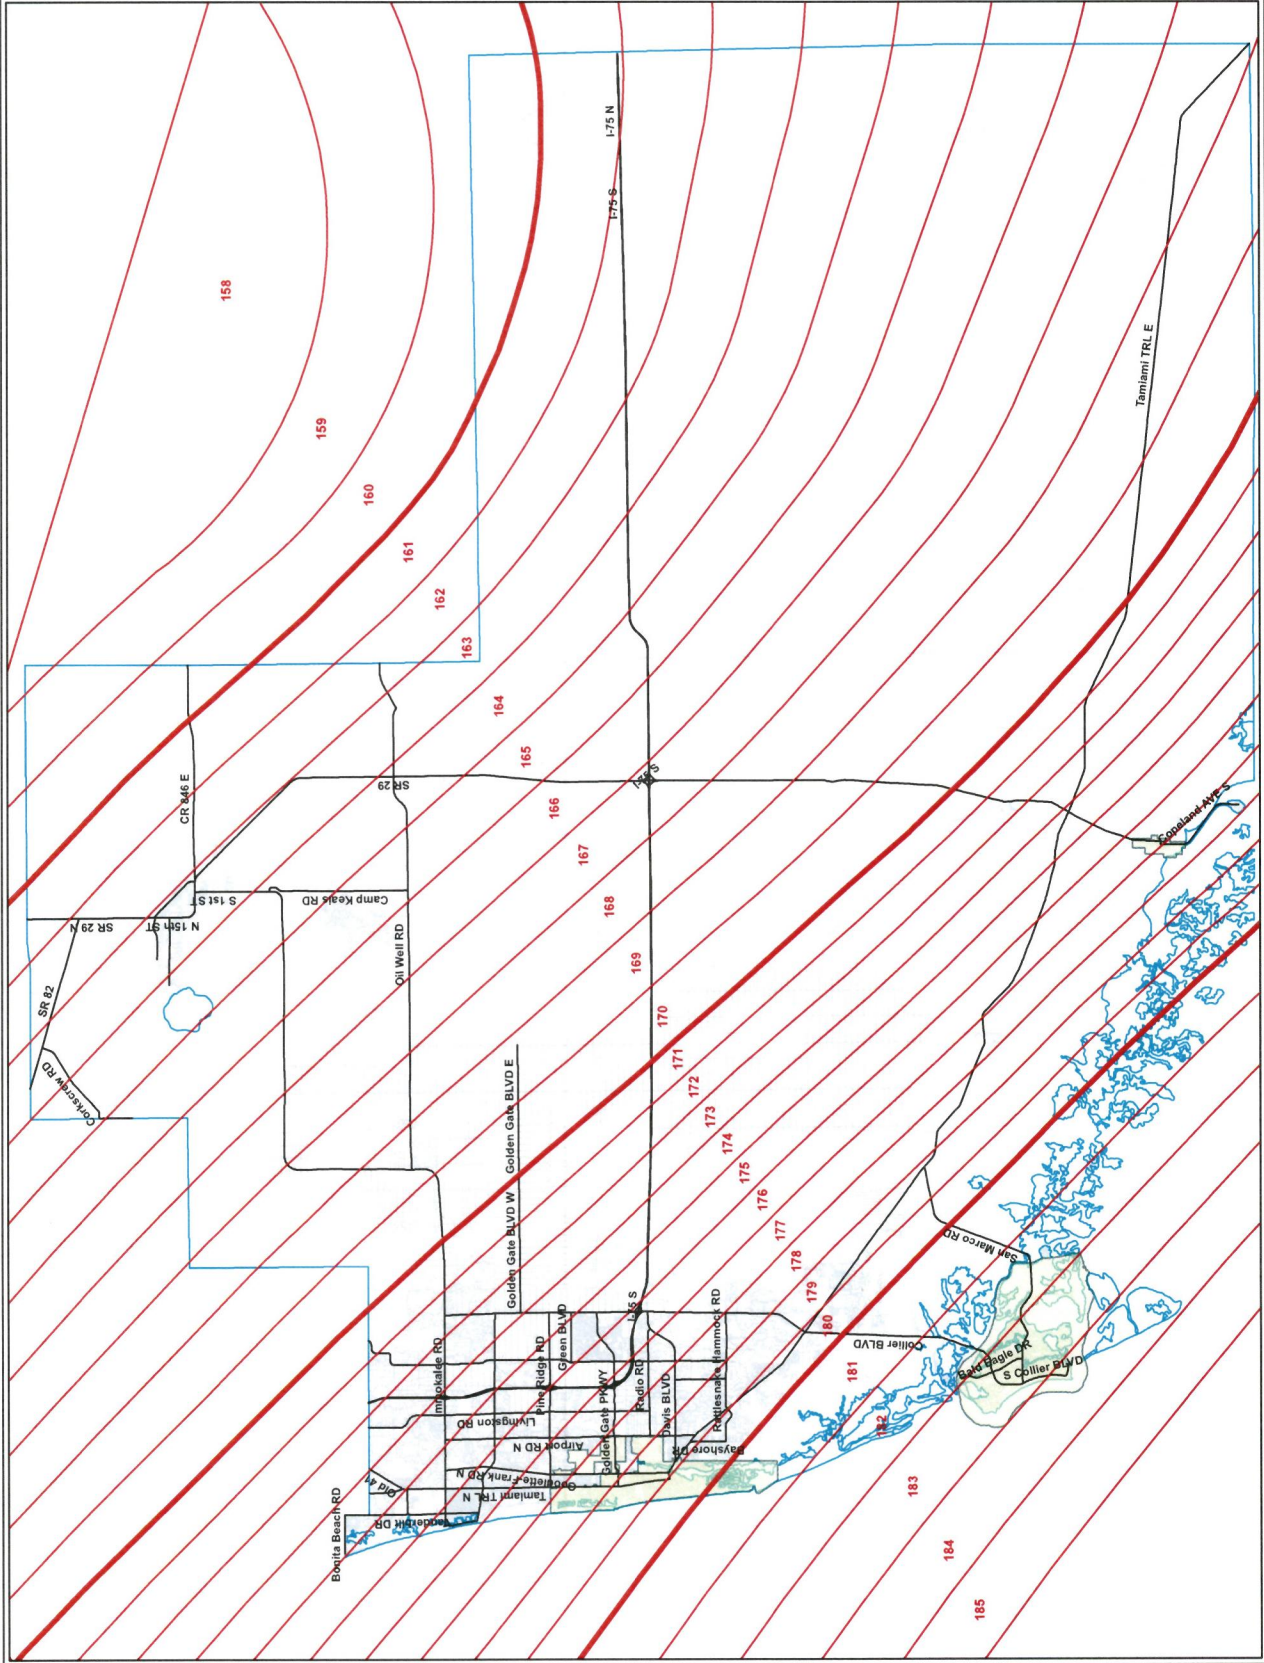 158
159
160
161
162
163
164
165
166
167
168
169
170
171
172
173
174
175
176
177
178
179
180
181
182
183
184
185
I-75 N
I-75 S
Tamiami TRL E
CR 846 E
SR 29
I-75 S
Copeland AVE S
S 1st ST
Camp Keais RD
SR 29 N
N 15th ST
SR 82
Corkscrew RD
Oil Well RD
Golden Gate BLVD E
Golden Gate BLVD W
San Marco RD
I-75 S
Immokalee RD
Pine Ridge RD
Green BLVD
Golden Gate PKWY
Radio RD
Davis BLVD
Rattlesnake Hammock RD
Collier BLVD
Bald Eagle DR
S Collier BLVD
Livingston RD
Airport RD N
Goodlette-Frank RD N
Tamiami TRL N
Bayshore DR
Old 41
Vanderbilt DR
Bonita Beach RD